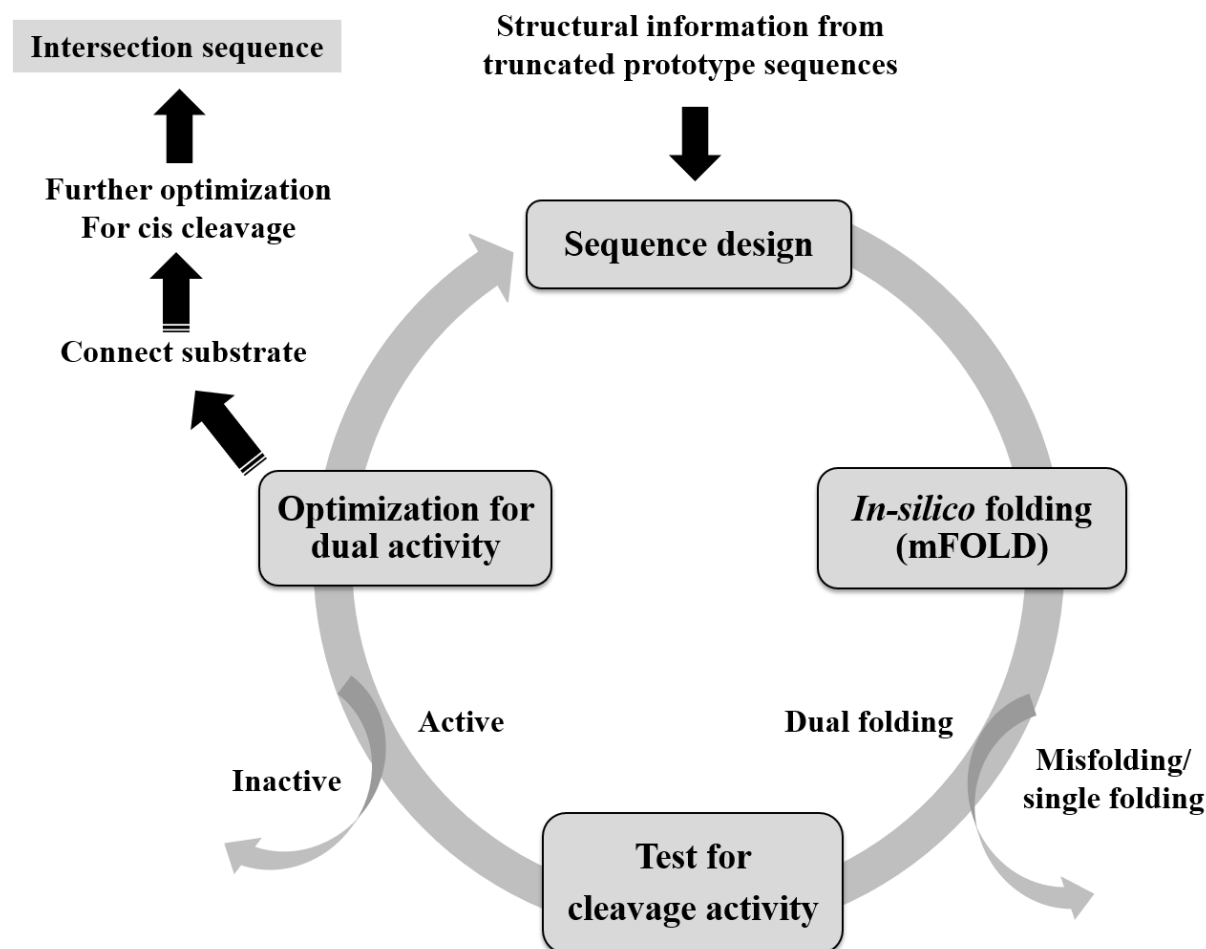 Intersection sequence
Structural information from
truncated prototype sequences
Further optimization
For cis cleavage
Sequence design
Connect substrate
Optimization for
dual activity
In-silico folding
(mFOLD)
Active
Dual folding
Inactive
Misfolding/
single folding
Test for
cleavage activity